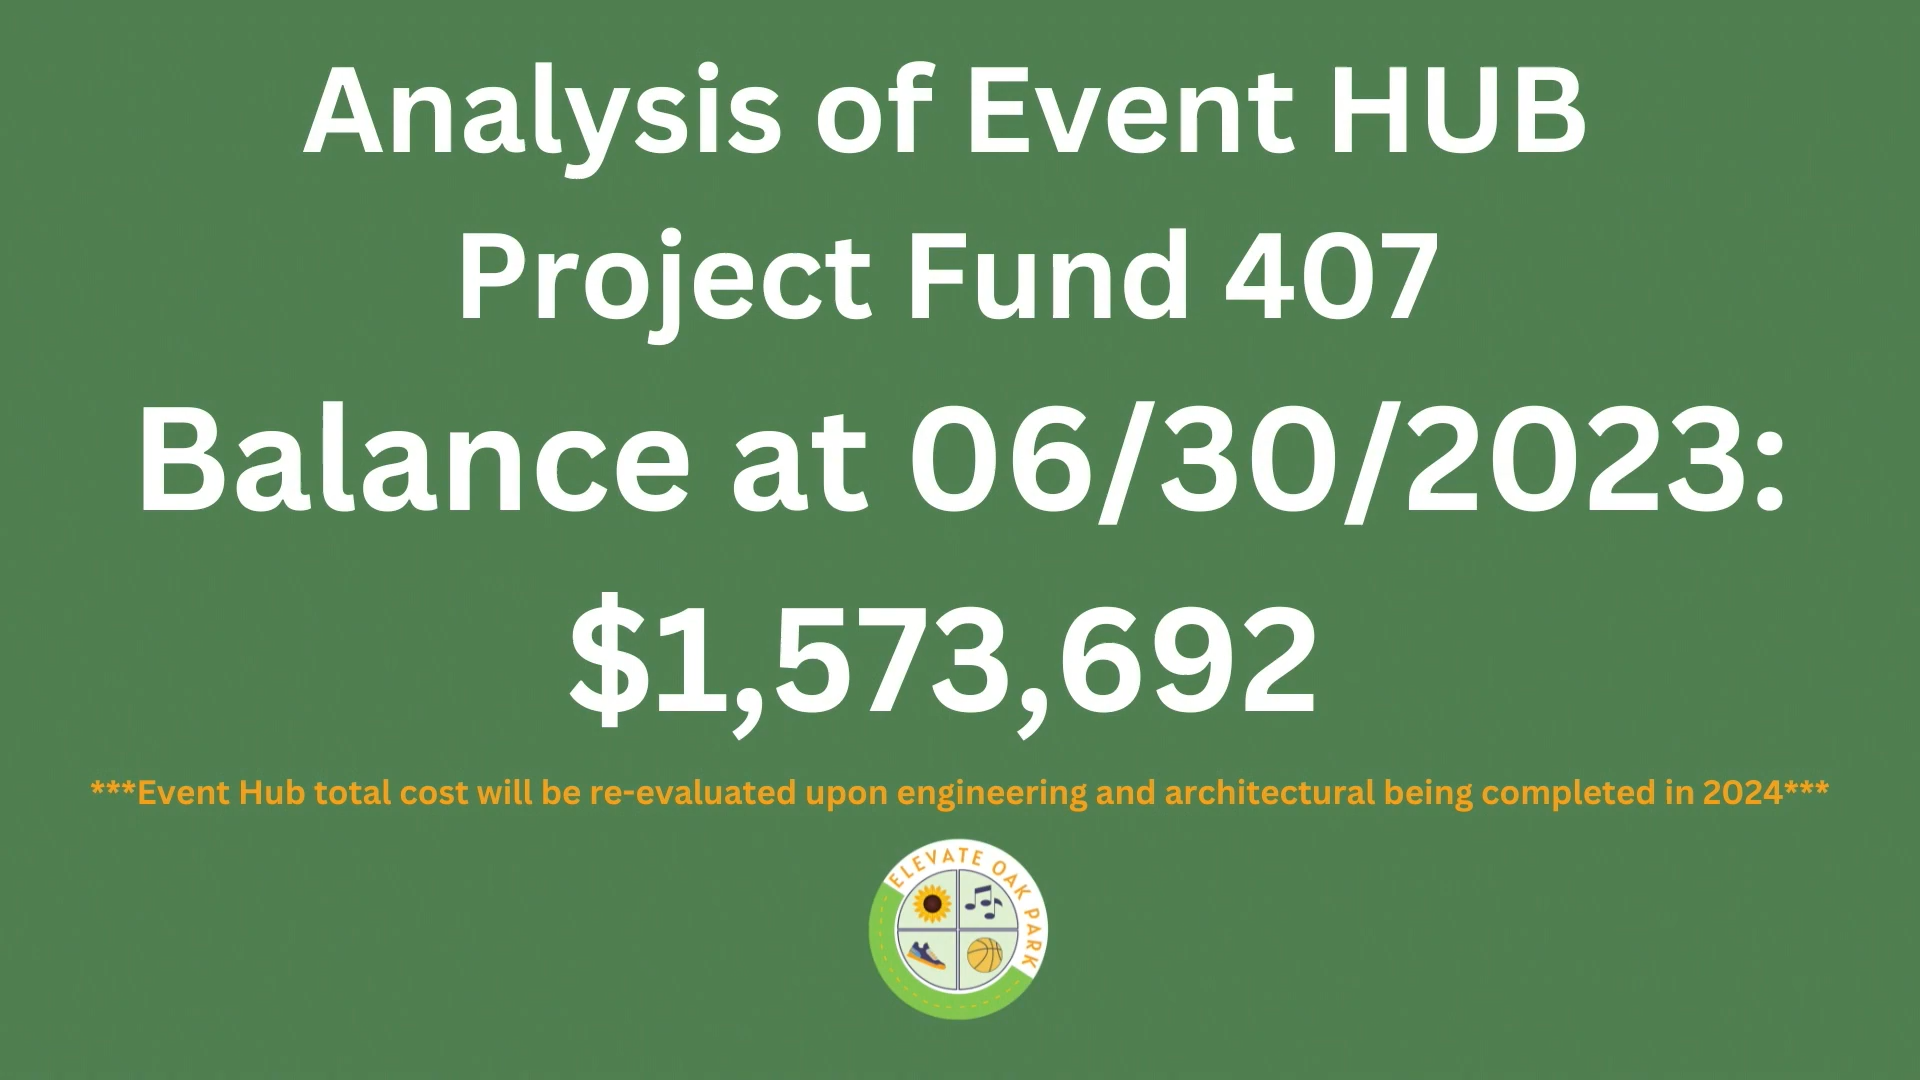 Analysis of Event HUB
Project Fund 407
Balance at 06/30/2023:
$1,573,692
***Event Hub total cost will be re-evaluated upon engineering and architectural being completed in 2024***
ELEVATE OAK PARK